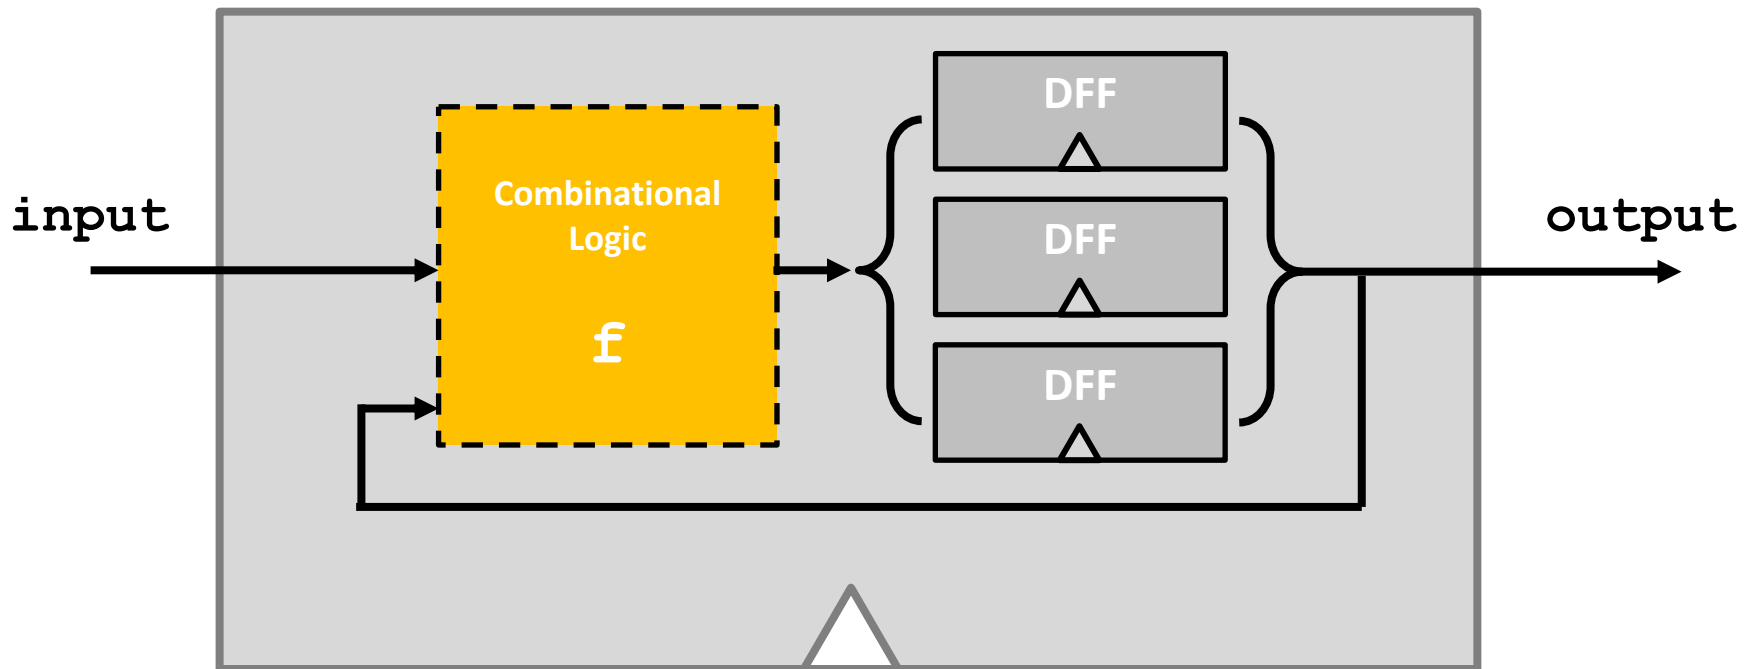 DFF
Combinational
Logic
input
DFF
output
f
DFF